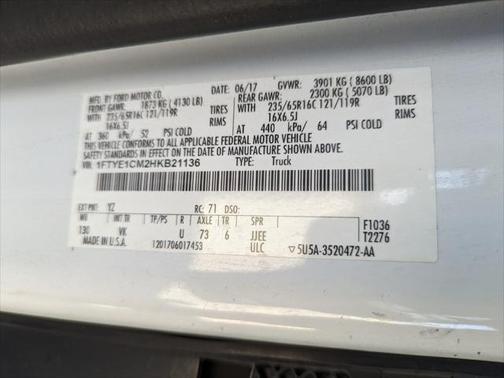 MFD. BY FORD MOTOR CO. 06/17 GVWR: 3901 KG ( 8600 LB)
FRONT GAWR: 1873 KG ( 4130 LB) REAR GAWR: 2300 KG ( 5070 LB)
WITH WITH
235/65R16C 121/119R TIRES 235/65R16C 121/119R TIRES
16X6.5J RIMS 16X6.5J RIMS
AT 360 kPa/ 52 PSI COLD AT 440 kPa/ 64 PSI COLD
THIS VEHICLE CONFORMS TO ALL APPLICABLE FEDERAL MOTOR VEHICLE SAFETY STANDARDS IN EFFECT ON THE DATE OF MANUFACTURE SHOWN ABOVE.
VIN: 1FTYE1CM2HKB21136 TYPE: Truck
EXT PNT: YZ RC: 71 DSO:
WB TP/PS R AXLE TR SPR F1036
130 VK U 73 6 JJEE T2276
MADE IN U.S.A. 1201706017453 ULC ▽5U5A-3520472-AA